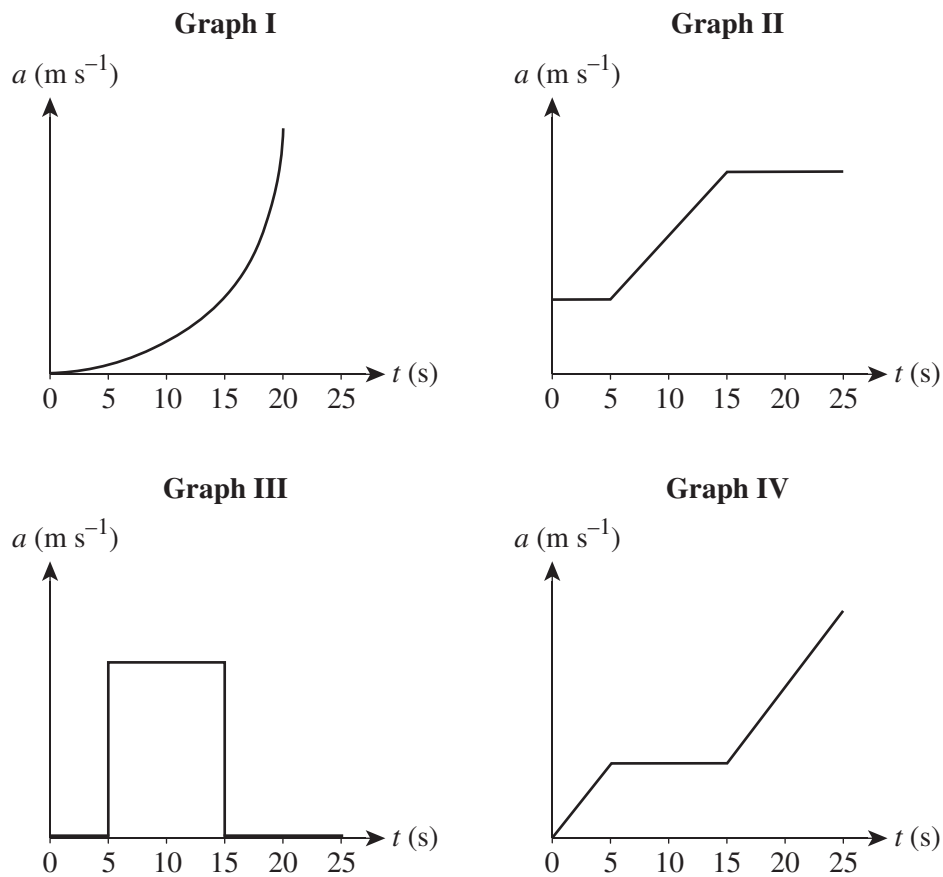 Graph I
Graph II
a (m s⁻¹)
a (m s⁻¹)
t (s)
0 5 10 15 20 25
t (s)
0 5 10 15 20 25
Graph III
Graph IV
a (m s⁻¹)
a (m s⁻¹)
t (s)
0 5 10 15 20 25
t (s)
0 5 10 15 20 25